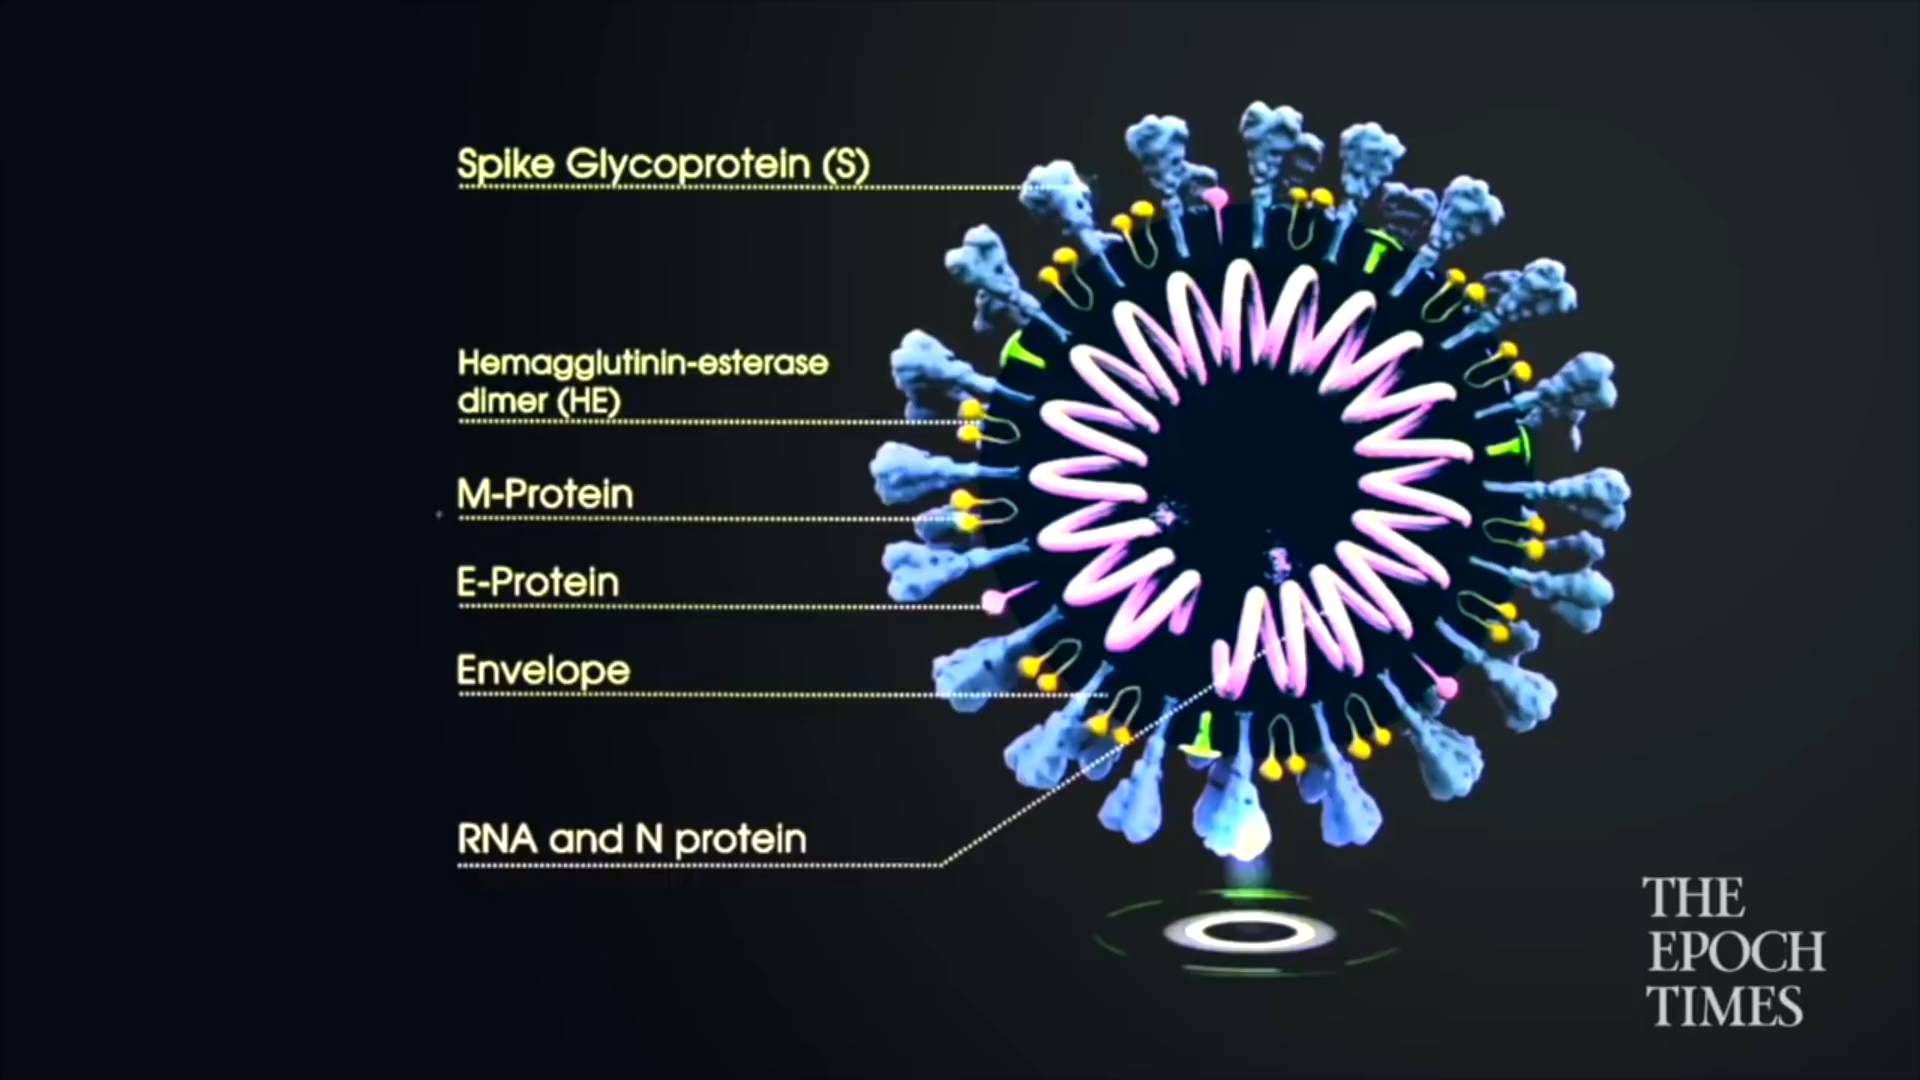 Spike Glycoprotein (S)
Hemagglutinin-esterase
dimer (HE)
M-Protein
E-Protein
Envelope
RNA and N protein
THE
EPOCH
TIMES